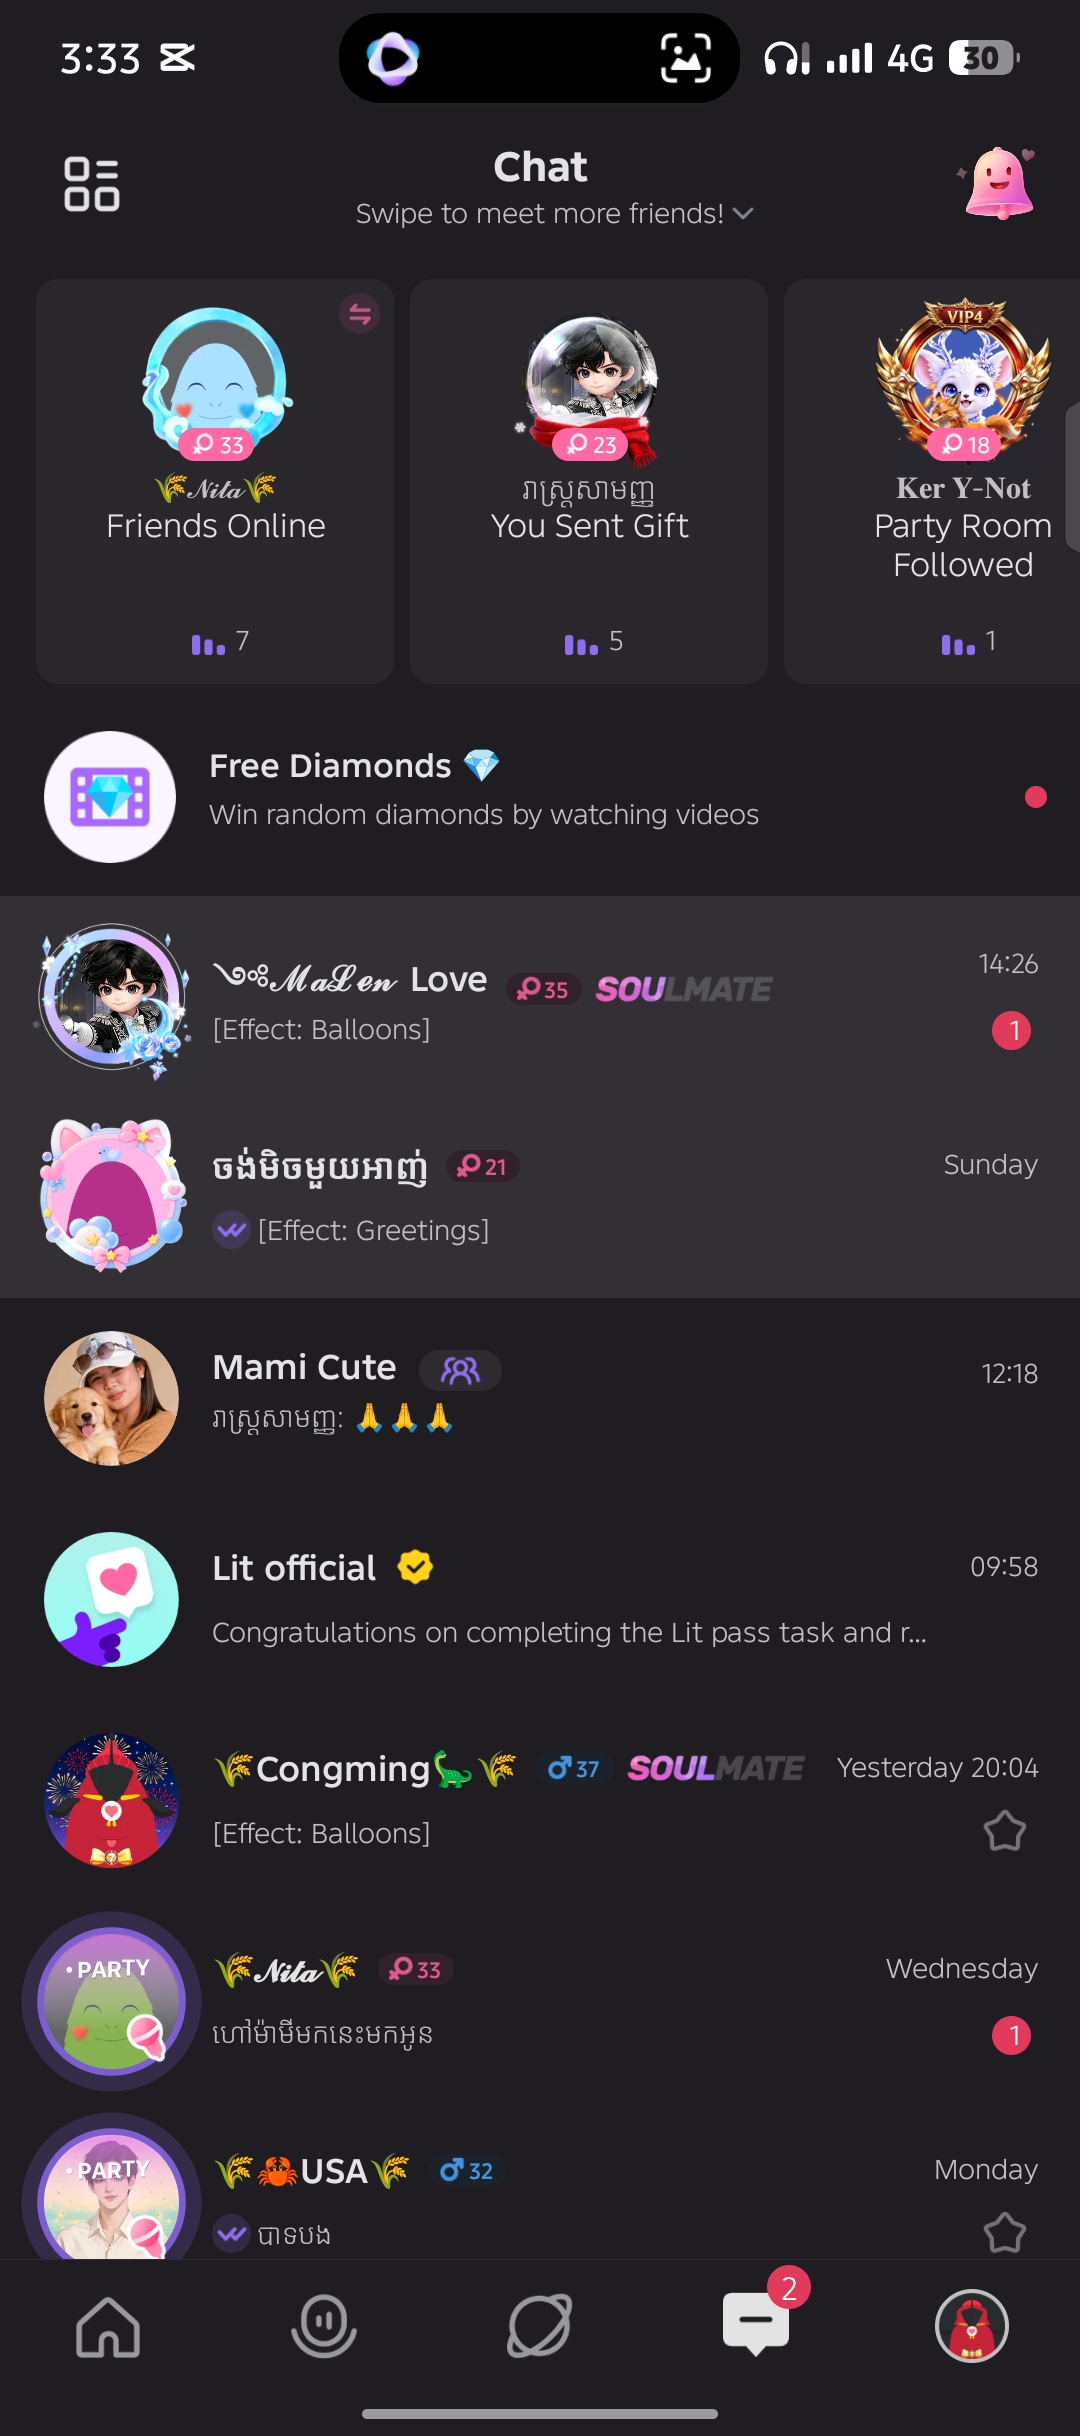 3:33
4G
30
Chat
Swipe to meet more friends!
33
🌾𝓝𝓲𝓽𝓪🌾
Friends Online
7
23
រាស្ត្រសាមញ្ញ
You Sent Gift
5
VIP4
18
𝐊𝐞𝐫 𝐘-𝐍𝐨𝐭
Party Room
Followed
1
Free Diamonds 💎
Win random diamonds by watching videos
𝓜𝓪𝓛𝓮𝓷 Love 35 SOULMATE 14:26
[Effect: Balloons] 1
ចង់មិចមួយអាញ់ 21 Sunday
[Effect: Greetings]
Mami Cute 12:18
រាស្ត្រសាមញ្ញ: 🙏🙏🙏
Lit official 09:58
Congratulations on completing the Lit pass task and r...
🌾Congming🦕🌾 ♂37 SOULMATE Yesterday 20:04
[Effect: Balloons]
• PARTY
🌾𝓝𝓲𝓽𝓪🌾 33 Wednesday
ហៅម៉ាមីមកនេះមកអូន 1
• PARTY
🌾🦀USA🌾 ♂32 Monday
បាទបង
2